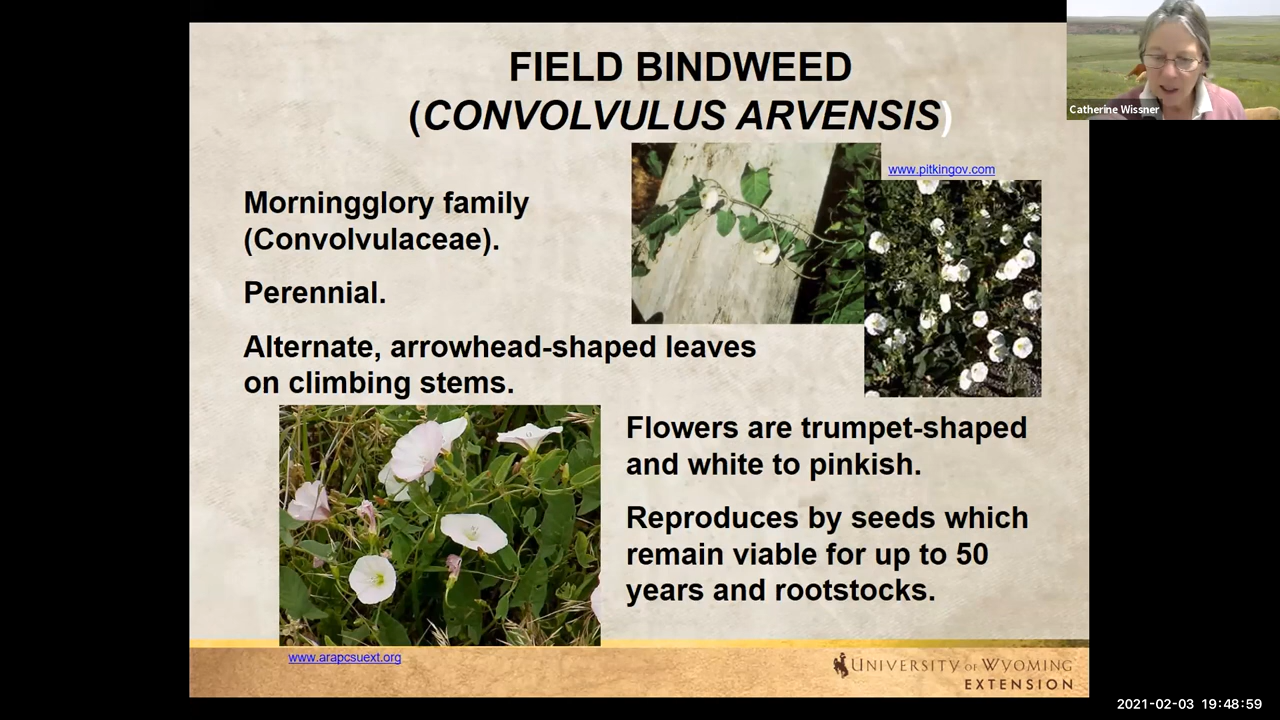 FIELD BINDWEED
(CONVOLVULUS ARVENSIS)
Catherine Wissner
www.pitkingov.com
Morningglory family
(Convolvulaceae).
Perennial.
Alternate, arrowhead-shaped leaves
on climbing stems.
Flowers are trumpet-shaped
and white to pinkish.
Reproduces by seeds which
remain viable for up to 50
years and rootstocks.
www.arapcsuext.org
UNIVERSITY OF WYOMING
EXTENSION
2021-02-03 19:48:59